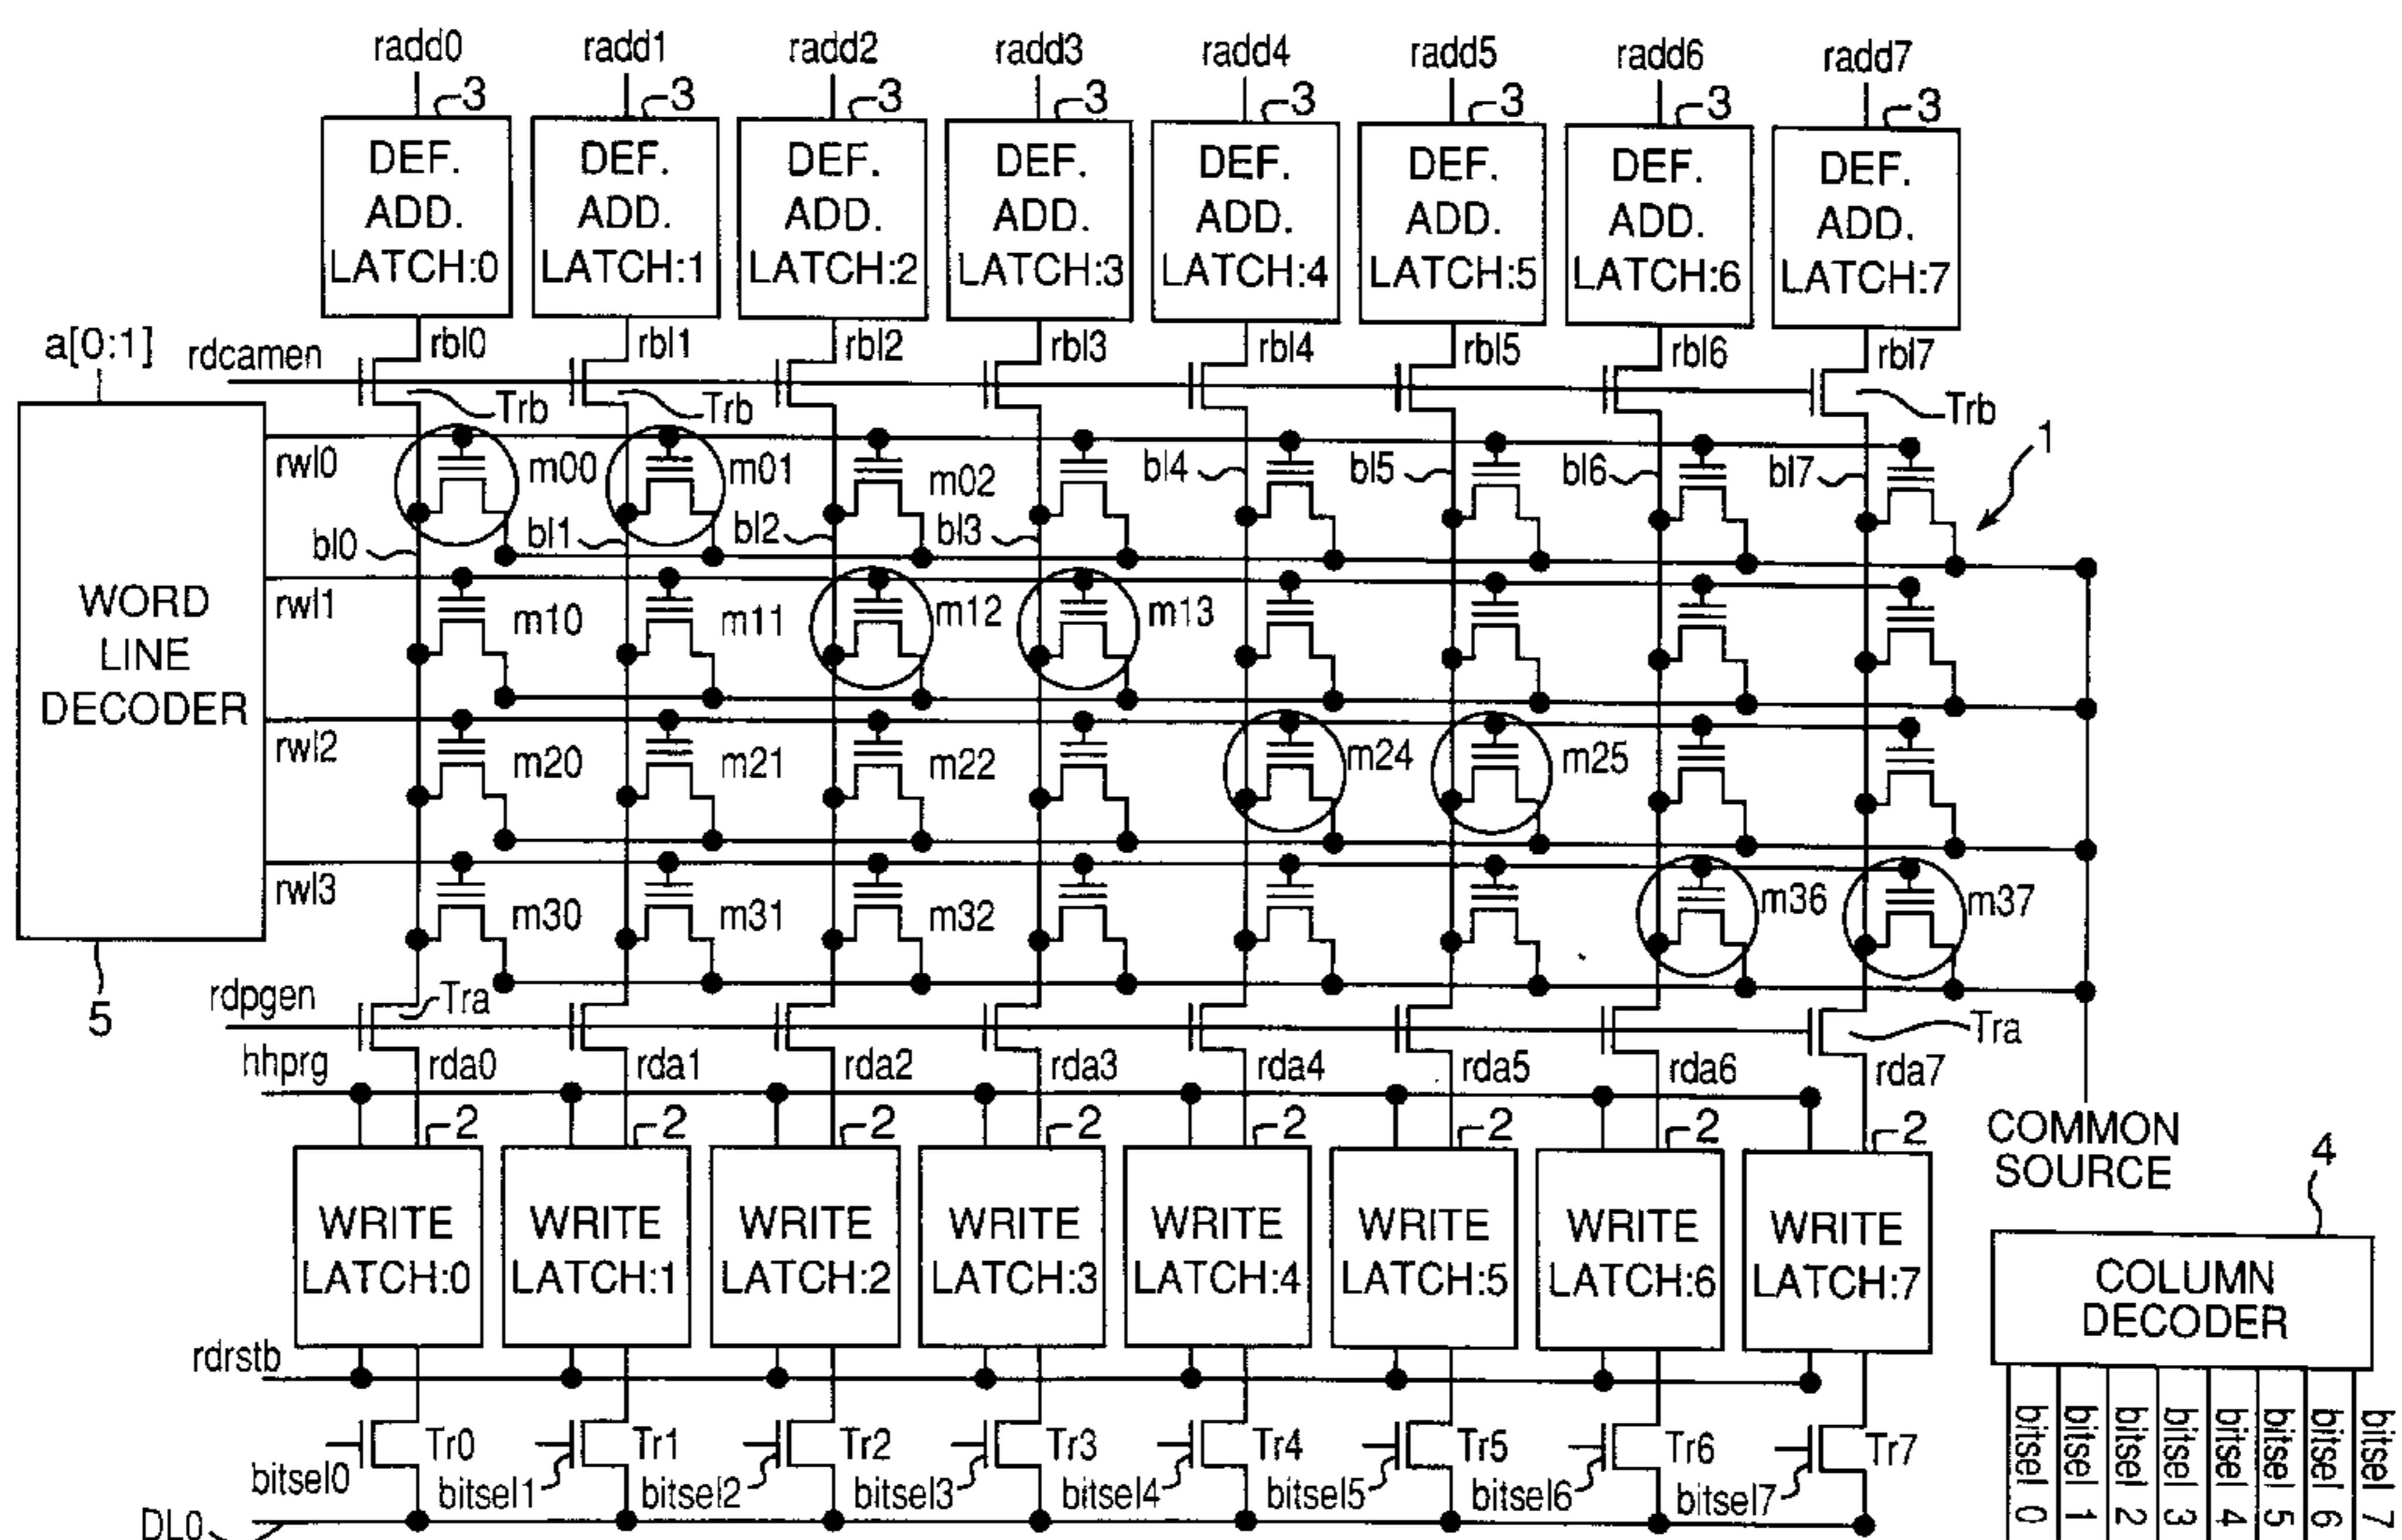 radd0 radd1 radd2 radd3 radd4 radd5 radd6 radd7
3 3 3 3 3 3 3 3
DEF. ADD. LATCH:0
DEF. ADD. LATCH:1
DEF. ADD. LATCH:2
DEF. ADD. LATCH:3
DEF. ADD. LATCH:4
DEF. ADD. LATCH:5
DEF. ADD. LATCH:6
DEF. ADD. LATCH:7
a[0:1] rdcamen rbl0 rbl1 rbl2 rbl3 rbl4 rbl5 rbl6 rbl7
Trb Trb Trb
1
rwl0 m00 m01 m02 bl4 bl5 bl6 bl7
bl0 bl1 bl2 bl3
WORD
LINE
DECODER
rwl1 m10 m11 m12 m13
rwl2 m20 m21 m22 m24 m25
rwl3 m30 m31 m32 m36 m37
5
rdpgen Tra Tra
hhprg rda0 rda1 rda2 rda3 rda4 rda5 rda6 rda7
2 2 2 2 2 2 2 2
COMMON
SOURCE
4
WRITE LATCH:0
WRITE LATCH:1
WRITE LATCH:2
WRITE LATCH:3
WRITE LATCH:4
WRITE LATCH:5
WRITE LATCH:6
WRITE LATCH:7
COLUMN
DECODER
rdrstb
Tr0 Tr1 Tr2 Tr3 Tr4 Tr5 Tr6 Tr7
bitsel0 bitsel1 bitsel2 bitsel3 bitsel4 bitsel5 bitsel6 bitsel7
bitsel 0
bitsel 1
bitsel 2
bitsel 3
bitsel 4
bitsel 5
bitsel 6
bitsel 7
DL0